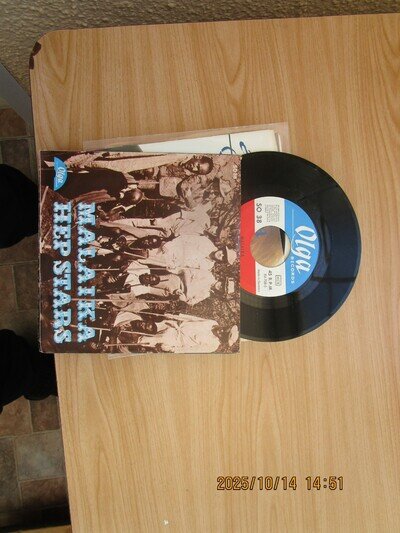 Olga
MALAIKA
HEP STARS
Olga
RECORDS
SO 38
45 R.P.M.
2025/10/14 14:51